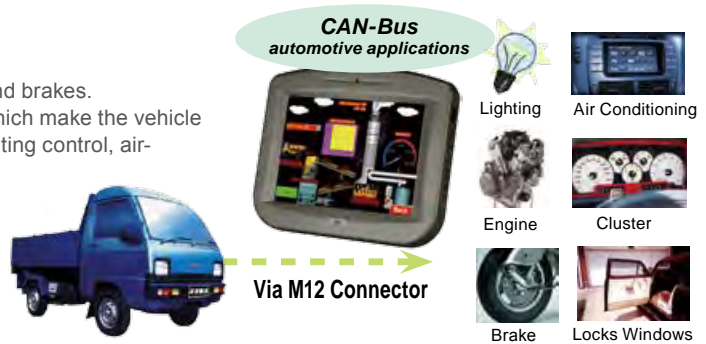 CAN-Bus
automotive applications
nd brakes.
hich make the vehicle
ting control, air-
Via M12 Connector
Lighting
Air Conditioning
Engine
Cluster
Brake
Locks Windows